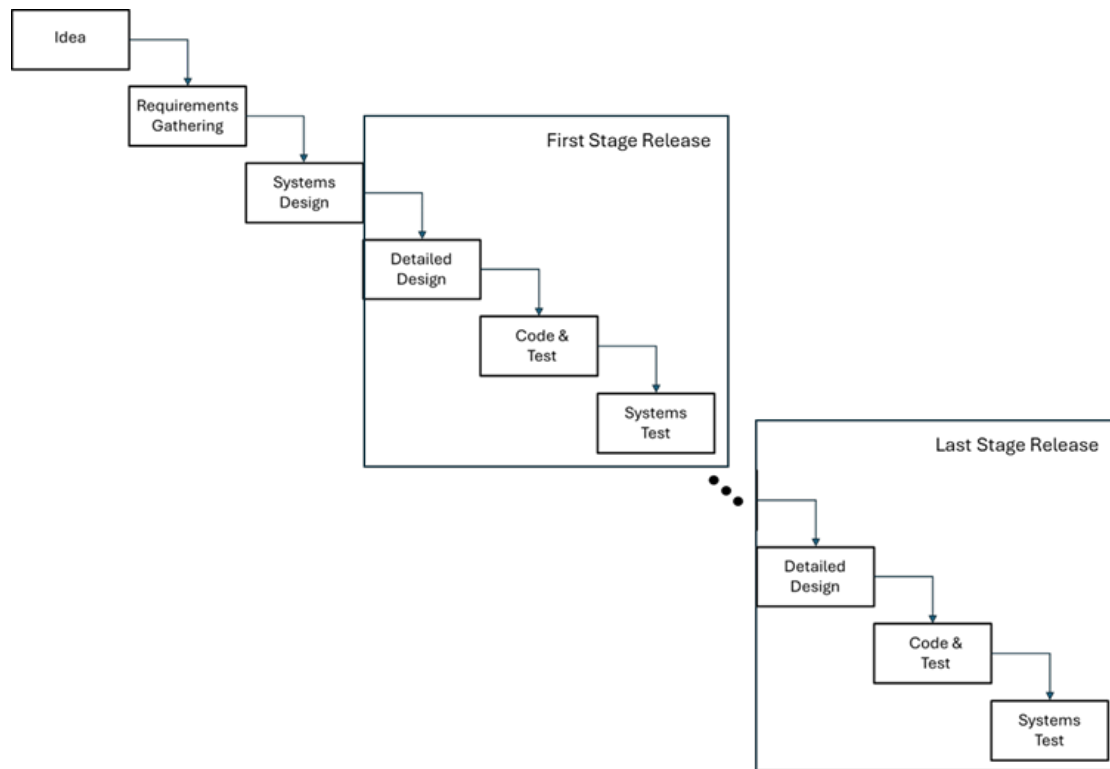 Idea
Requirements
Gathering
First Stage Release
Systems
Design
Detailed
Design
Code &
Test
Systems
Test
Last Stage Release
Detailed
Design
Code &
Test
Systems
Test